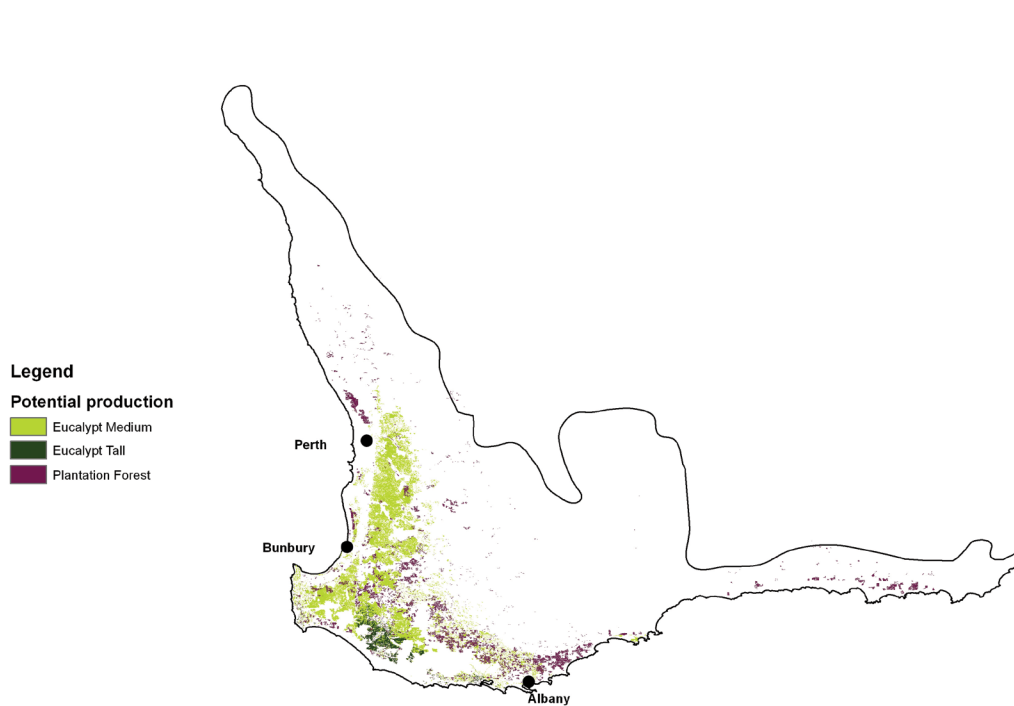 Legend
Potential production
Eucalypt Medium
Eucalypt Tall
Plantation Forest
Perth
Bunbury
Albany